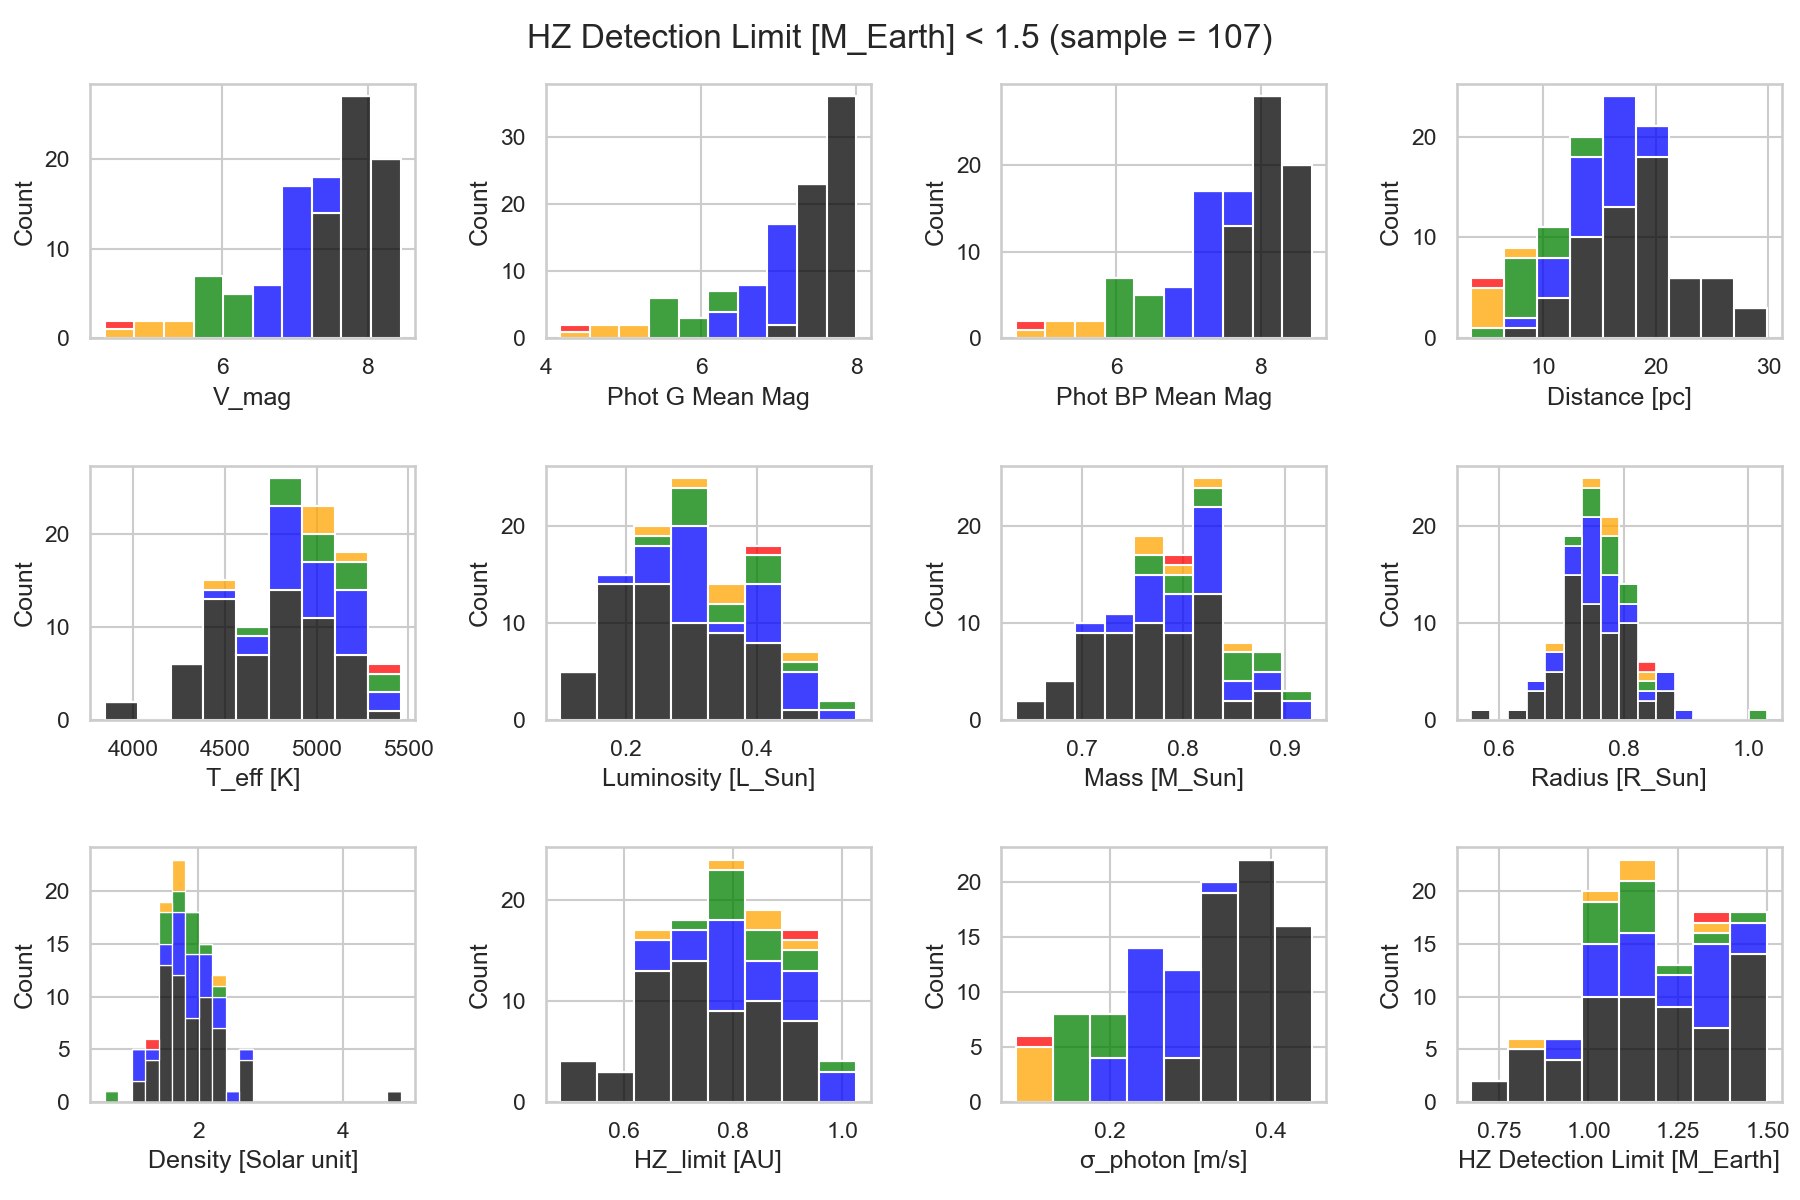 HZ Detection Limit [M_Earth] < 1.5 (sample = 107)
Count
20
10
0
6 8
V_mag
Count
30
20
10
0
4 6 8
Phot G Mean Mag
Count
20
10
0
6 8
Phot BP Mean Mag
Count
20
10
0
10 20 30
Distance [pc]
Count
20
10
0
4000 4500 5000 5500
T_eff [K]
Count
20
10
0
0.2 0.4
Luminosity [L_Sun]
Count
20
10
0
0.7 0.8 0.9
Mass [M_Sun]
Count
20
10
0
0.6 0.8 1.0
Radius [R_Sun]
Count
20
15
10
5
0
2 4
Density [Solar unit]
Count
20
10
0
0.6 0.8 1.0
HZ_limit [AU]
Count
20
15
10
5
0
0.2 0.4
σ_photon [m/s]
Count
20
15
10
5
0
0.75 1.00 1.25 1.50
HZ Detection Limit [M_Earth]